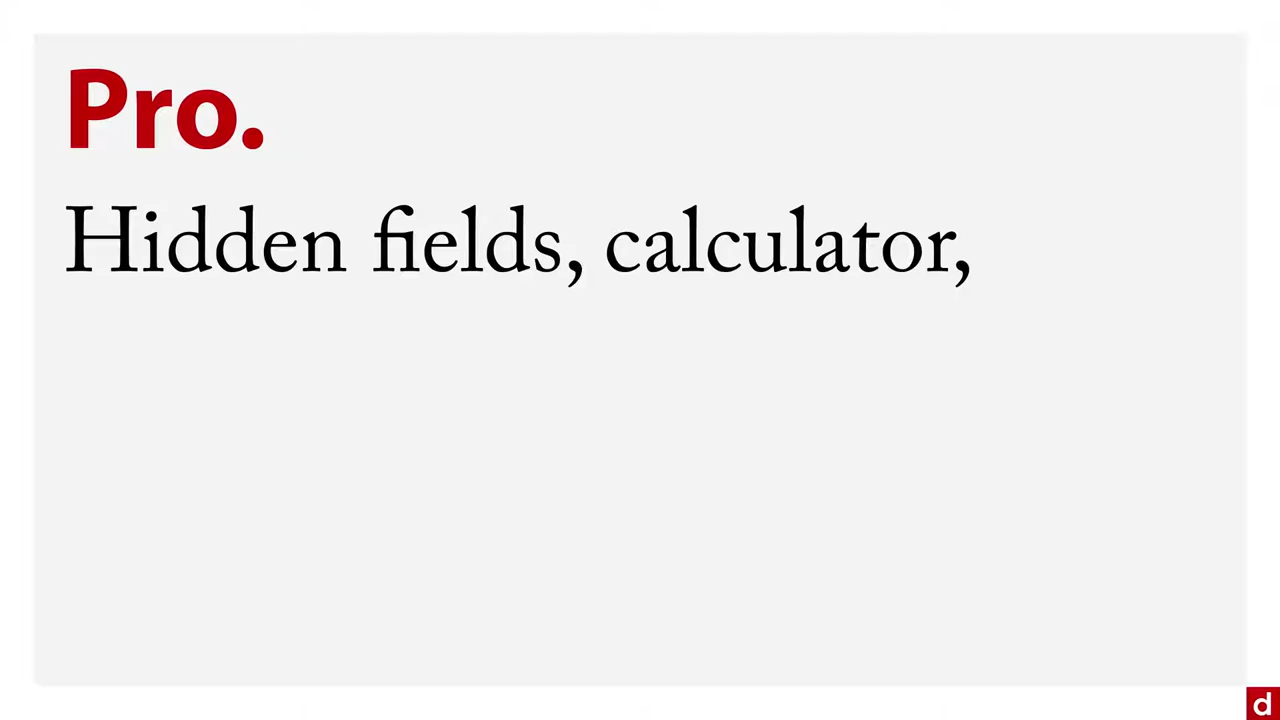 Pro.
Hidden fields, calculator,
d